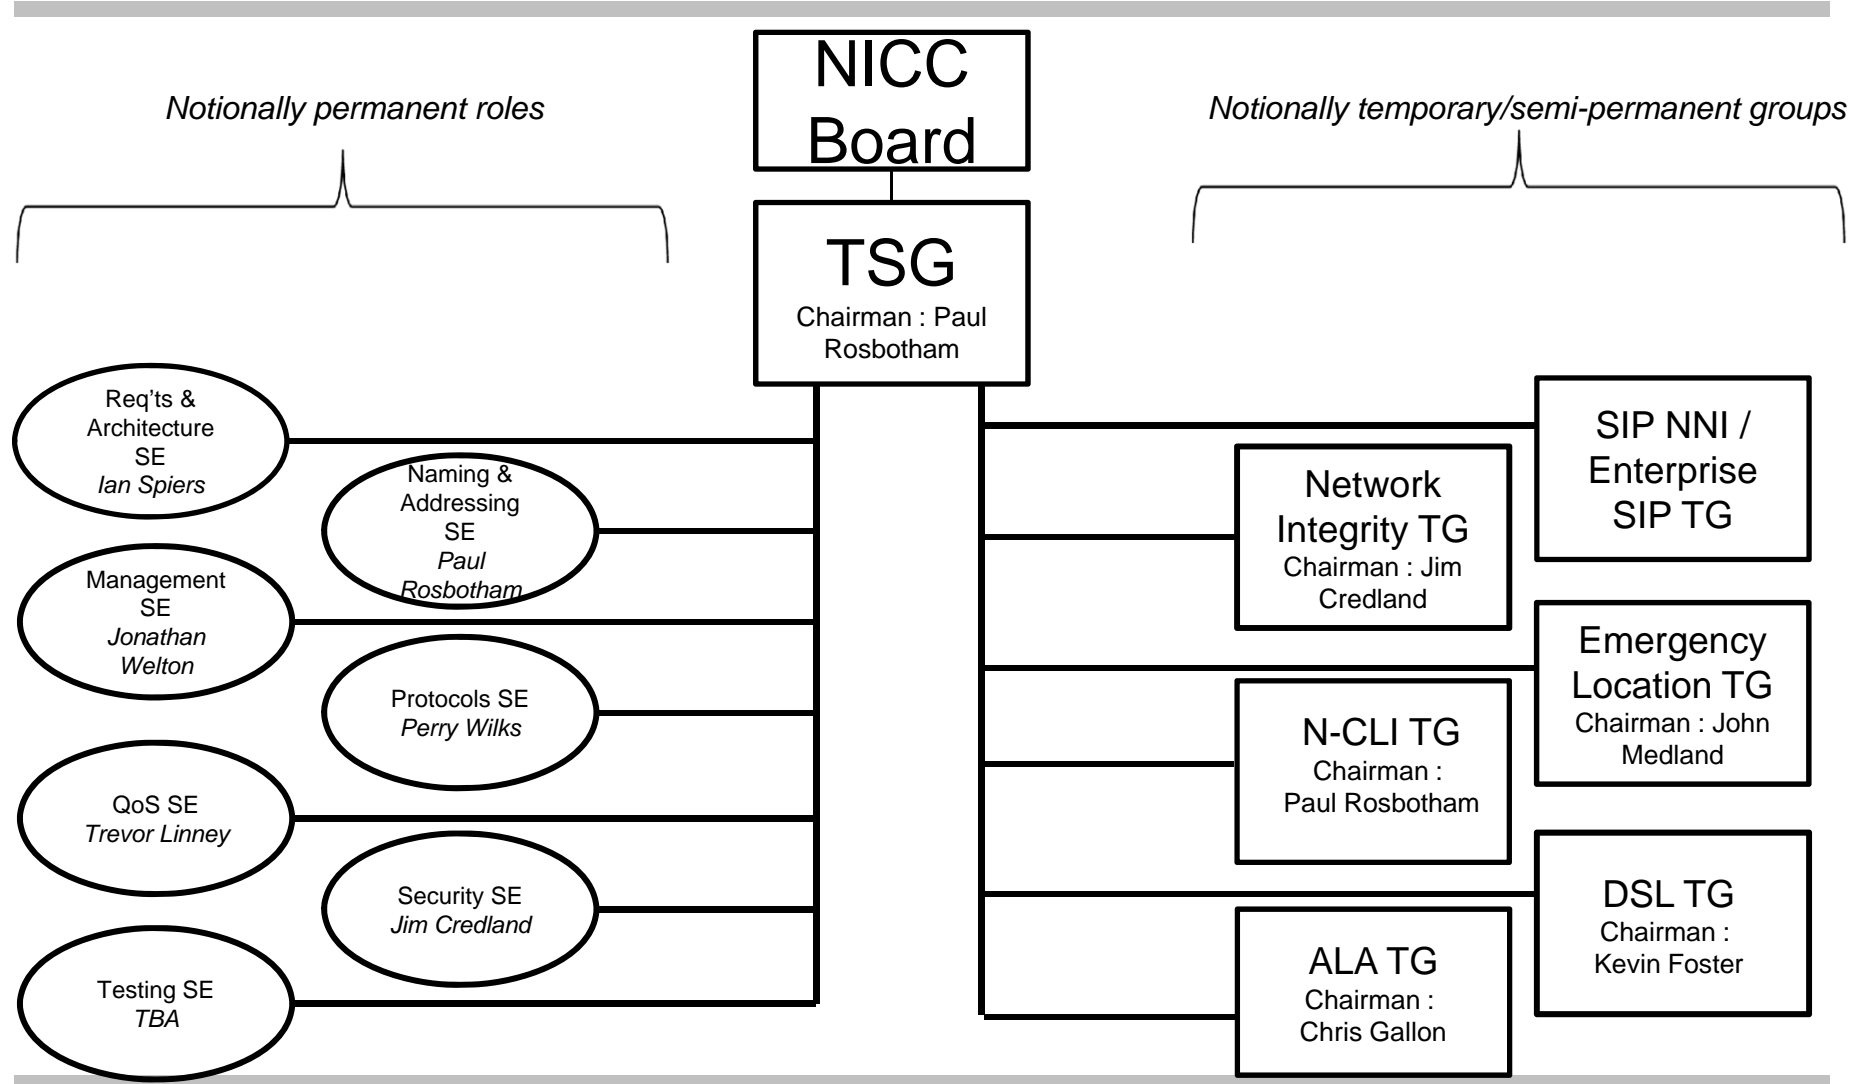 NICC
Board
Notionally permanent roles
Notionally temporary/semi-permanent groups
TSG
Chairman : Paul
Rosbotham
Req'ts &
Architecture
SE
Ian Spiers
Naming &
Addressing
SE
Paul
Rosbotham
Management
SE
Jonathan
Welton
Protocols SE
Perry Wilks
QoS SE
Trevor Linney
Security SE
Jim Credland
Testing SE
TBA
SIP NNI /
Enterprise
SIP TG
Network
Integrity TG
Chairman : Jim
Credland
Emergency
Location TG
Chairman : John
Medland
N-CLI TG
Chairman :
Paul Rosbotham
DSL TG
Chairman :
Kevin Foster
ALA TG
Chairman :
Chris Gallon